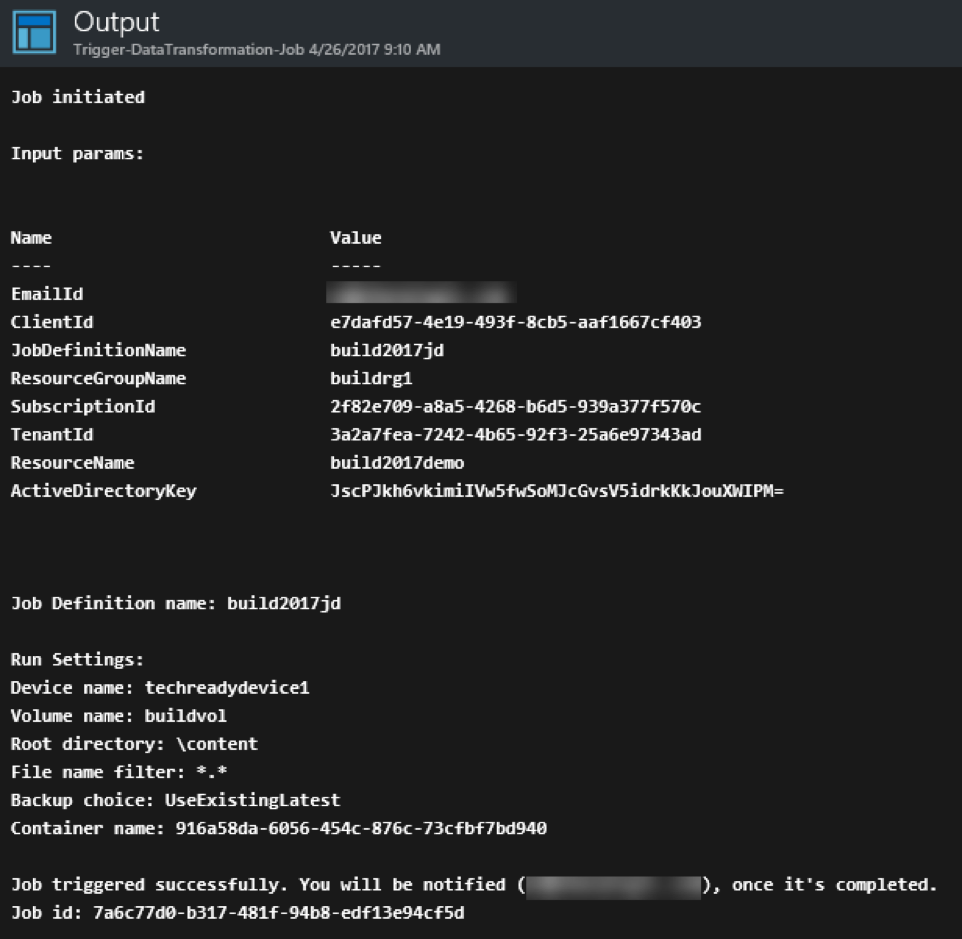 Output
Trigger-DataTransformation-Job 4/26/2017 9:10 AM
Job initiated
Input params:
Name Value
---- -----
EmailId
ClientId e7dafd57-4e19-493f-8cb5-aaf1667cf403
JobDefinitionName build2017jd
ResourceGroupName buildrg1
SubscriptionId 2f82e709-a8a5-4268-b6d5-939a377f570c
TenantId 3a2a7fea-7242-4b65-92f3-25a6e97343ad
ResourceName build2017demo
ActiveDirectoryKey JscPJkh6vkimiIVw5fwSoMJcGvsV5idrkKkJouXWIPM=
Job Definition name: build2017jd
Run Settings:
Device name: techreadydevice1
Volume name: buildvol
Root directory: \content
File name filter: *.*
Backup choice: UseExistingLatest
Container name: 916a58da-6056-454c-876c-73cfbf7bd940
Job triggered successfully. You will be notified (), once it's completed.
Job id: 7a6c77d0-b317-481f-94b8-edf13e94cf5d